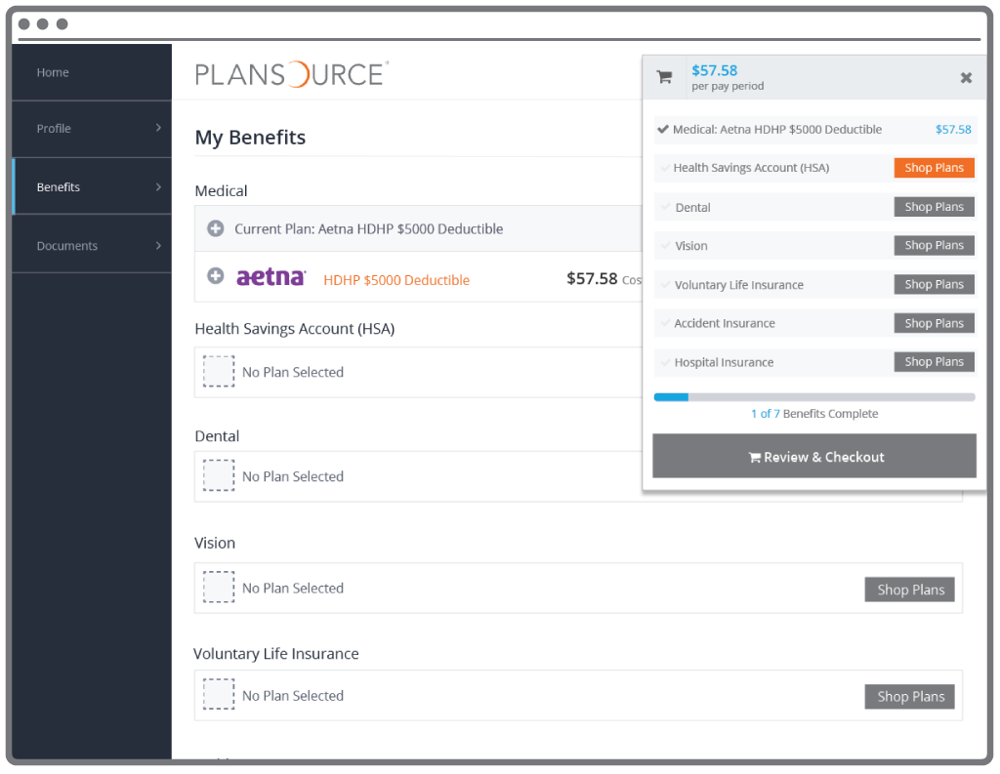 Home
Profile
Benefits
Documents
PLANSOURCE
My Benefits
Medical
Current Plan: Aetna HDHP $5000 Deductible
aetna HDHP $5000 Deductible $57.58
Health Savings Account (HSA)
No Plan Selected
Dental
No Plan Selected
Vision
No Plan Selected Shop Plans
Voluntary Life Insurance
No Plan Selected Shop Plans
$57.58
per pay period
Medical: Aetna HDHP $5000 Deductible $57.58
Health Savings Account (HSA) Shop Plans
Dental Shop Plans
Vision Shop Plans
Voluntary Life Insurance Shop Plans
Accident Insurance Shop Plans
Hospital Insurance Shop Plans
1 of 7 Benefits Complete
Review & Checkout